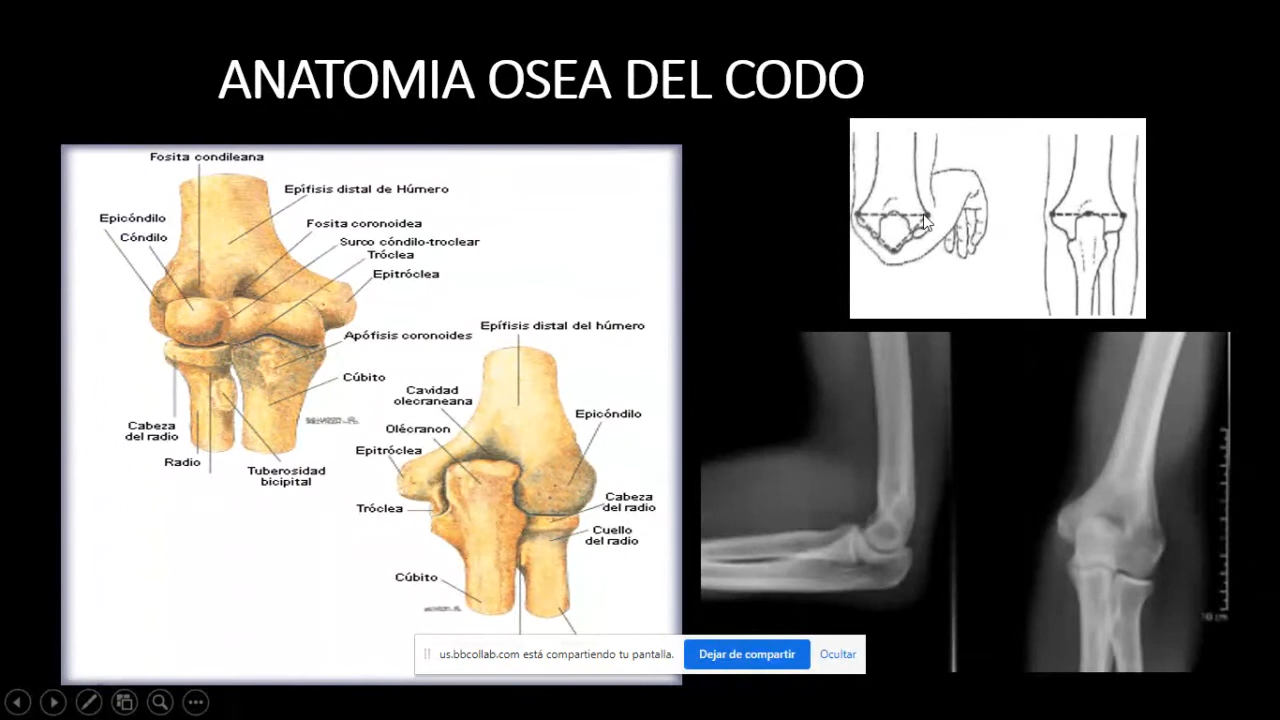 ANATOMIA OSEA DEL CODO
Fosita condileana
Epífisis distal de Húmero
Epicóndilo
Cóndilo
Fosita coronoidea
Surco cóndilo-troclear
Tróclea
Epitróclea
Apófisis coronoides
Cúbito
Cabeza
del radio
Radio
Tuberosidad
bicipital
Epífisis distal del húmero
Cavidad
olecraneana
Epicóndilo
Olécranon
Epitróclea
Tróclea
Cabeza
del radio
Cuello
del radio
Cúbito
10 cm
us.bbcollab.com está compartiendo tu pantalla.
Dejar de compartir
Ocultar